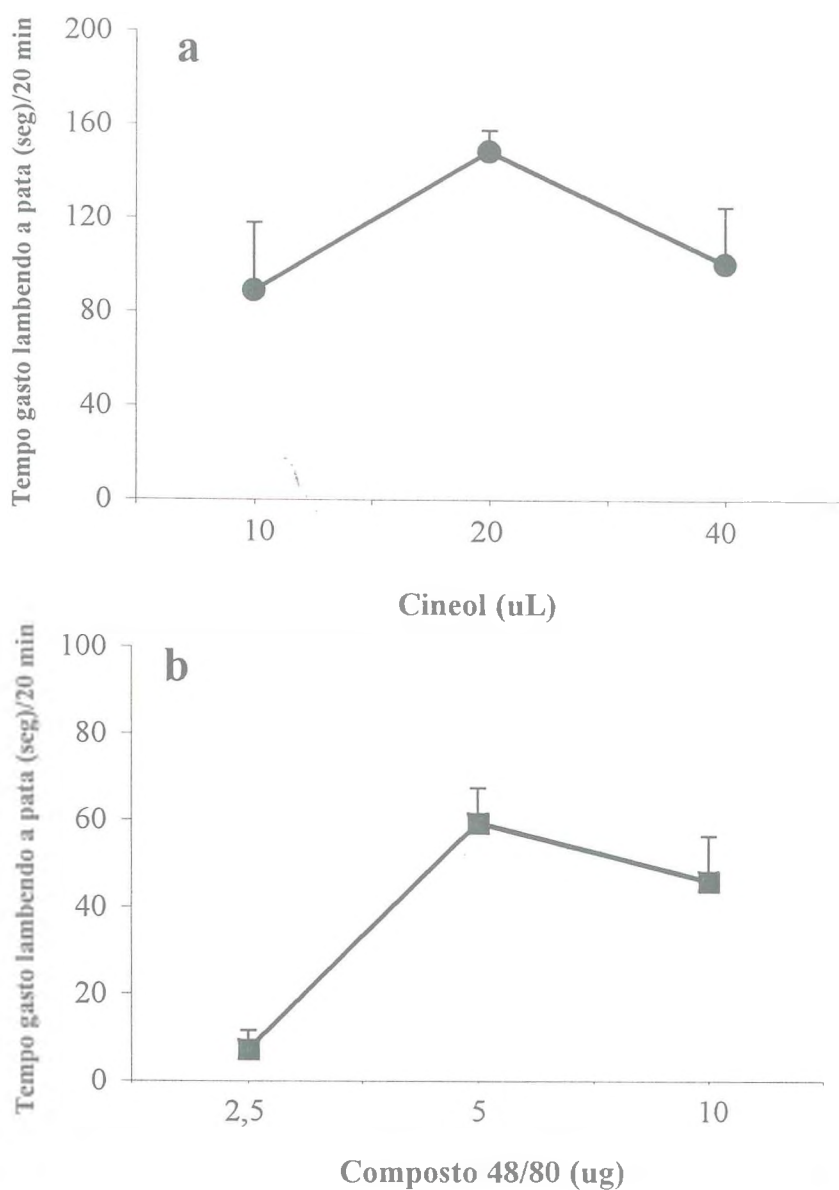 Tempo gasto lambendo a pata (seg)/20 min
200
160
120
80
40
0
a
10 20 40
Cineol (uL)
Tempo gasto lambendo a pata (seg)/20 min
100
80
60
40
20
0
b
2,5 5 10
Composto 48/80 (ug)